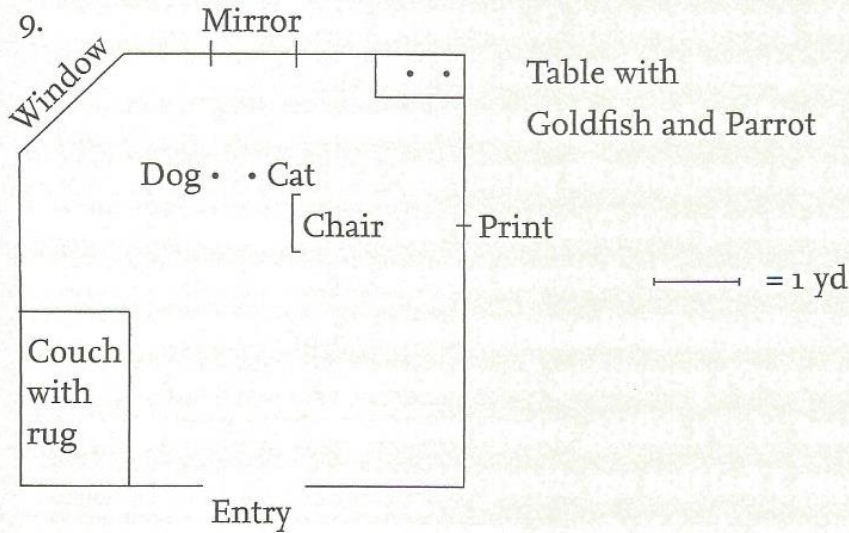 9.
Mirror
Window
Table with
Goldfish and Parrot
Dog
Cat
Chair
Print
= 1 yd
Couch
with
rug
Entry